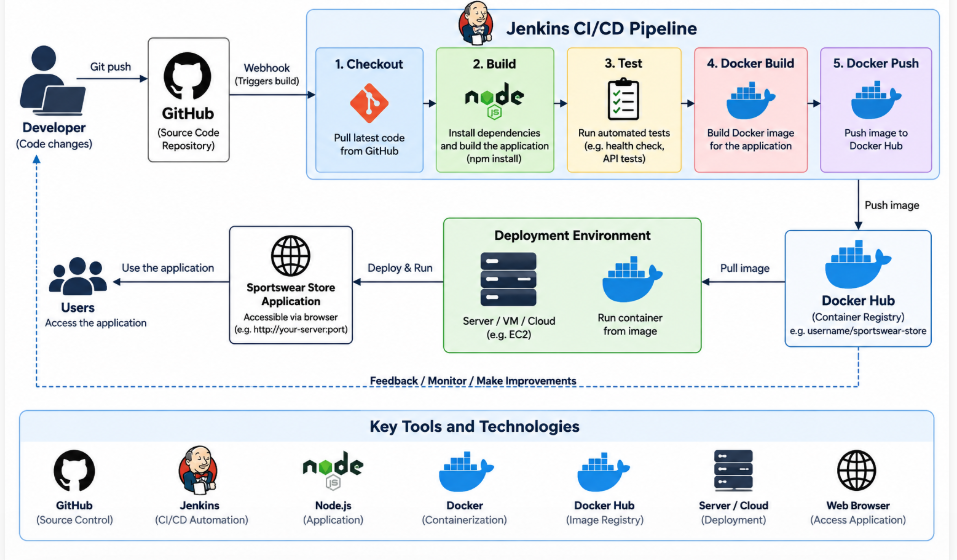 Jenkins CI/CD Pipeline
Git push
Developer
(Code changes)
GitHub
(Source Code
Repository)
Webhook
(Triggers build)
1. Checkout
Pull latest code
from GitHub
2. Build
node
JS
Install dependencies
and build the application
(npm install)
3. Test
Run automated tests
(e.g. health check,
API tests)
4. Docker Build
Build Docker image
for the application
5. Docker Push
Push image to
Docker Hub
Push image
Users
Access the application
Use the application
Sportswear Store
Application
Accessible via browser
(e.g. http://your-server:port)
Deploy & Run
Deployment Environment
Server / VM / Cloud
(e.g. EC2)
Run container
from image
Pull image
Docker Hub
(Container Registry)
e.g. username/sportswear-store
Feedback / Monitor / Make Improvements
Key Tools and Technologies
GitHub
(Source Control)
Jenkins
(CI/CD Automation)
node
JS
Node.js
(Application)
Docker
(Containerization)
Docker Hub
(Image Registry)
Server / Cloud
(Deployment)
Web Browser
(Access Application)